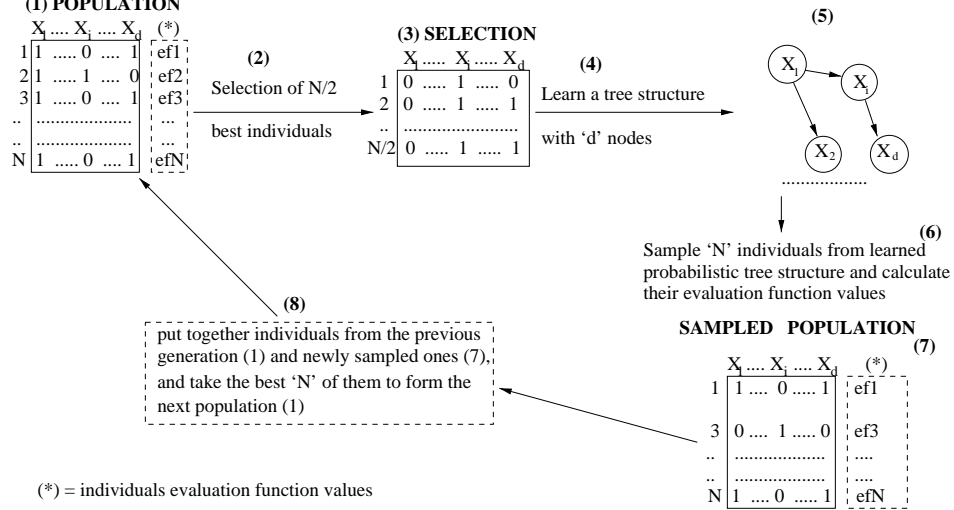 (1) POPULATION
X1 .... Xi .... Xd (*)
1 1 ..... 0 .... 1 ef1
2 1 .... 1 .... 0 ef2
3 1 .... 0 .... 1 ef3
.. ....................... ...
.. ....................... ...
N 1 .... 0 .... 1 efN
(2)
Selection of N/2
best individuals
(3) SELECTION
X1 ..... Xi ..... Xd
1 0 ..... 1 ..... 0
2 0 ..... 1 ..... 1
.. .........................
N/2 0 ..... 1 ..... 1
(4)
Learn a tree structure
with ‘d’ nodes
(5)
X1
Xi
X2
Xd
..................
(6)
Sample ‘N’ individuals from learned
probabilistic tree structure and calculate
their evaluation function values
SAMPLED POPULATION
(7)
X1 .... Xi .... Xd (*)
1 1 .... 0 ..... 1 ef1
3 0 .... 1 ..... 0 ef3
.. .................... ....
.. .................... ....
N 1 .... 0 ..... 1 efN
(8)
put together individuals from the previous
generation (1) and newly sampled ones (7),
and take the best ‘N’ of them to form the
next population (1)
(*) = individuals evaluation function values